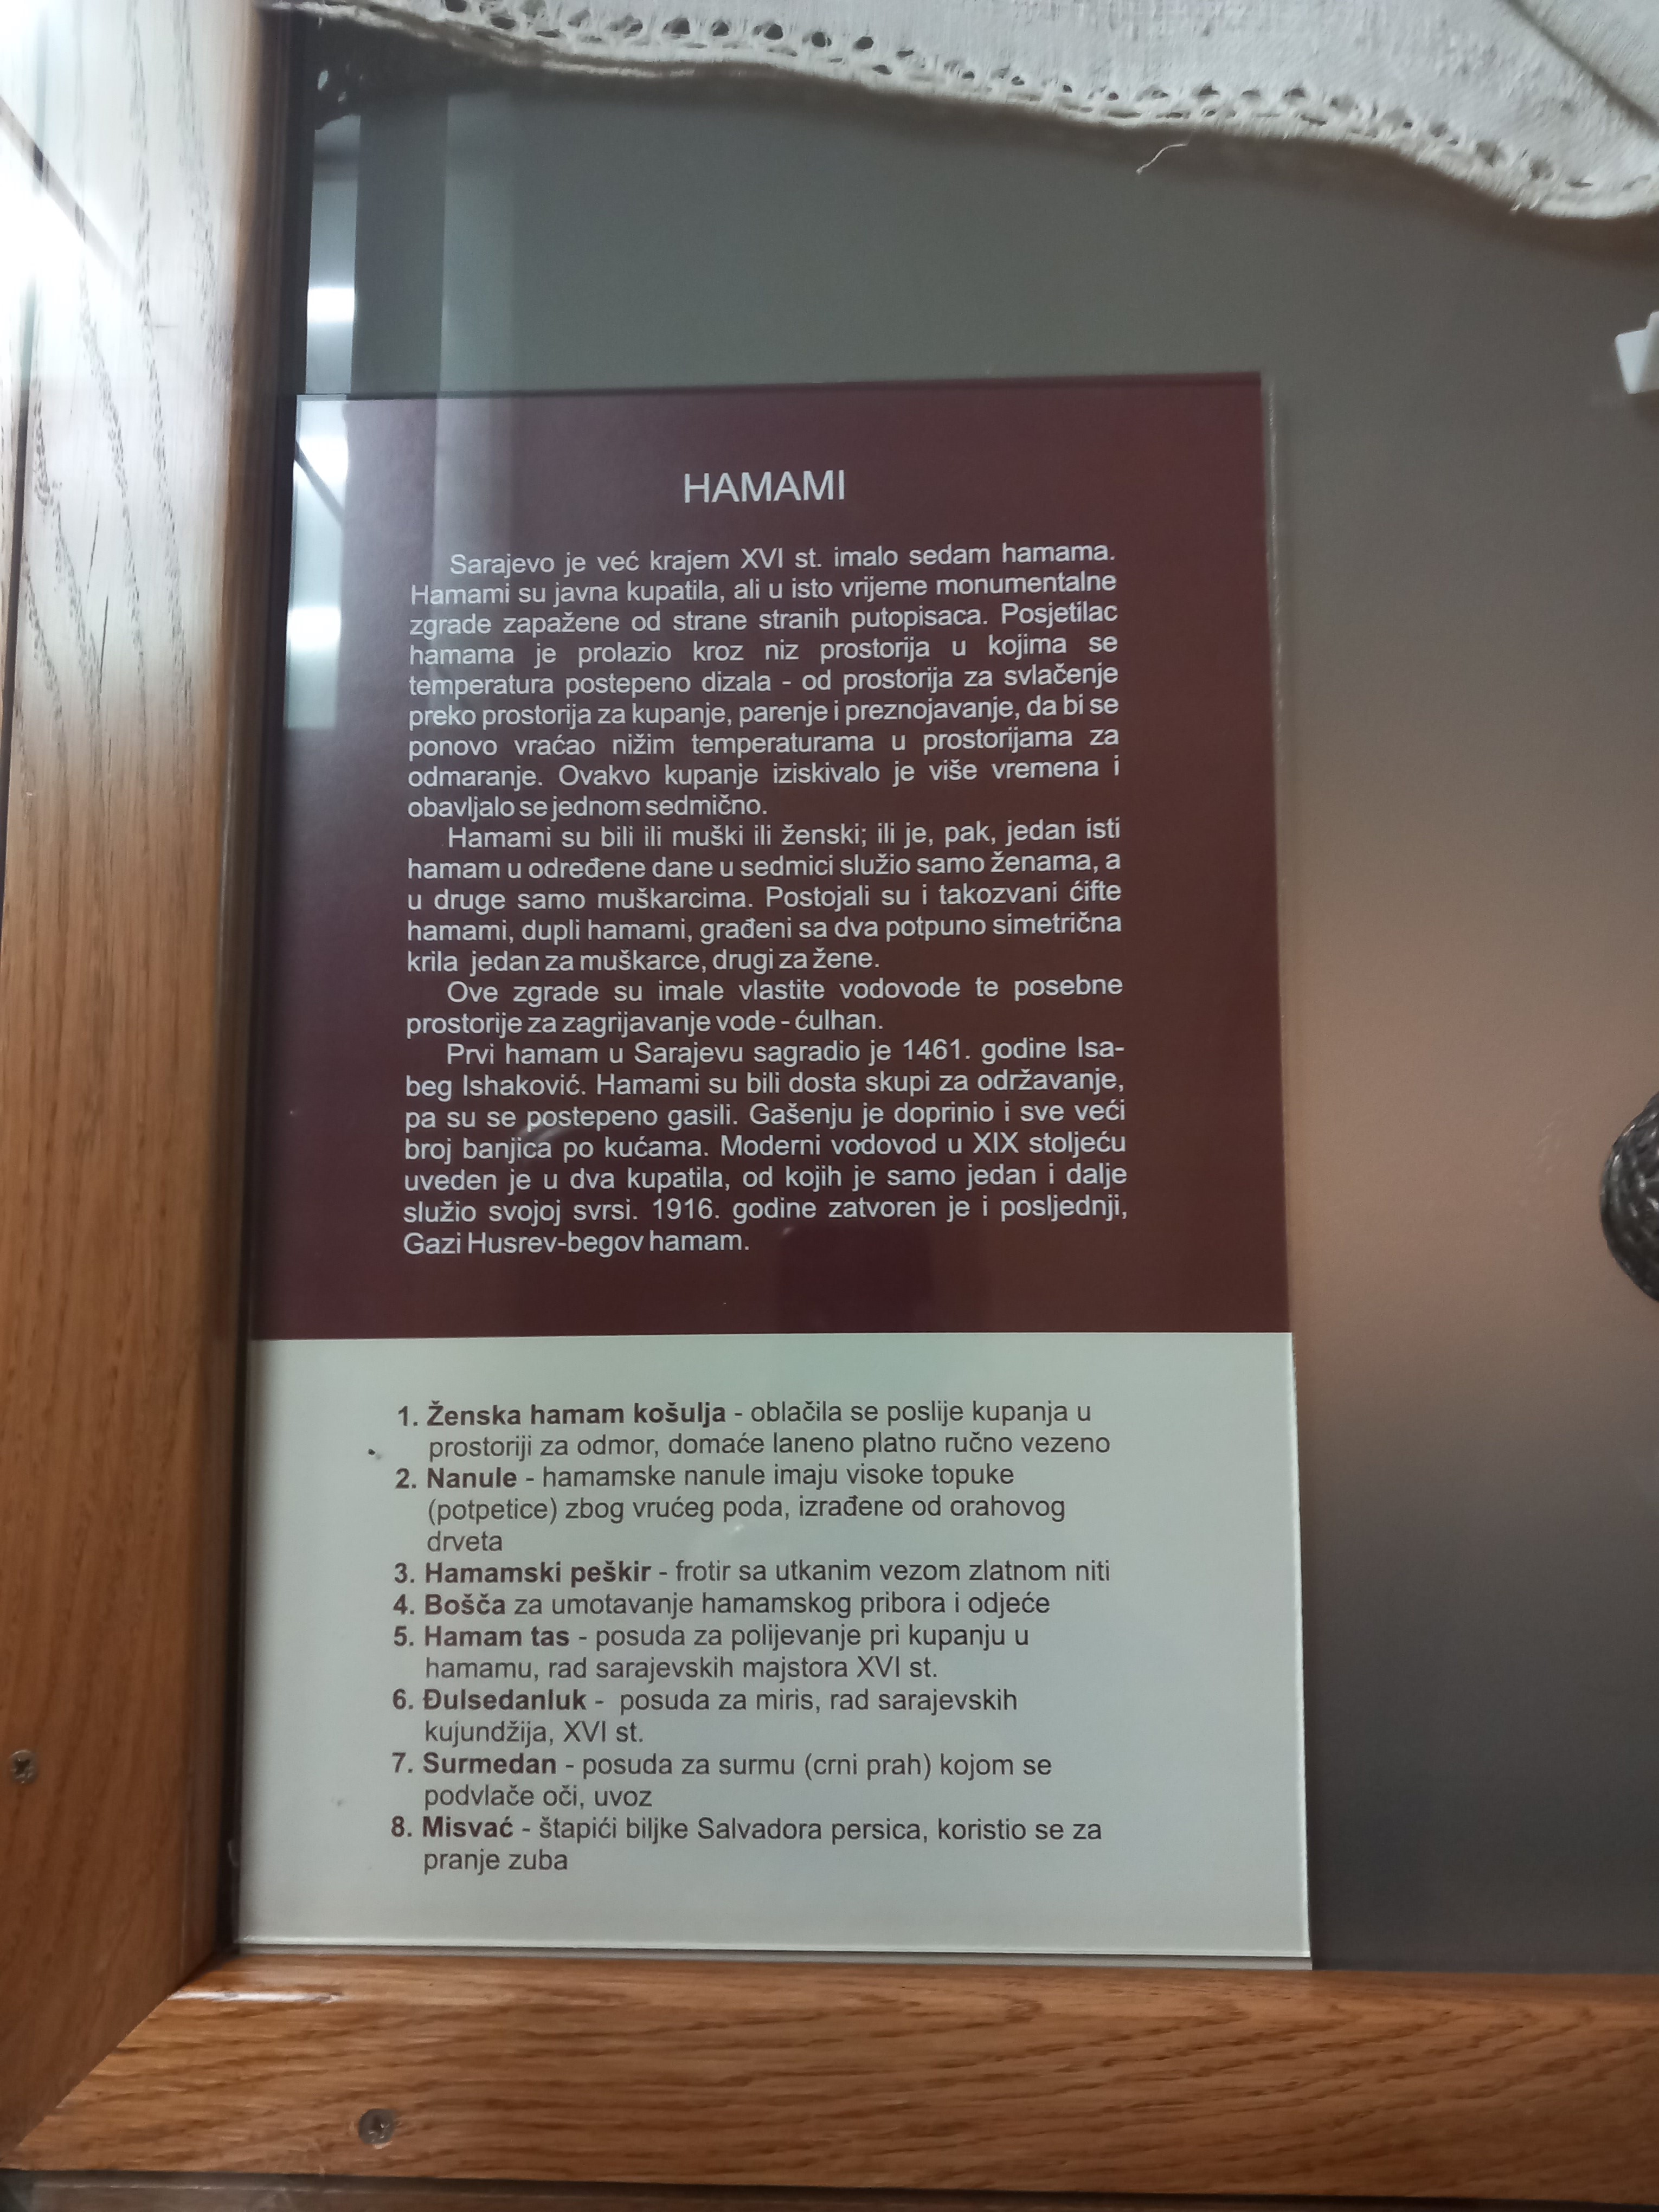 HAMAMI
Sarajevo je već krajem XVI st. imalo sedam hamama.
Hamami su javna kupatila, ali u isto vrijeme monumentalne
zgrade zapažene od strane stranih putopisaca. Posjetilac
hamama je prolazio kroz niz prostorija u kojima se
temperatura postepeno dizala - od prostorija za svlačenje
preko prostorija za kupanje, parenje i preznojavanje, da bi se
ponovo vraćao nižim temperaturama u prostorijama za
odmaranje. Ovakvo kupanje iziskivalo je više vremena i
obavljalo se jednom sedmično.
Hamami su bili ili muški ili ženski; ili je, pak, jedan isti
hamam u određene dane u sedmici služio samo ženama, a
u druge samo muškarcima. Postojali su i takozvani ćifte
hamami, dupli hamami, građeni sa dva potpuno simetrična
krila jedan za muškarce, drugi za žene.
Ove zgrade su imale vlastite vodovode te posebne
prostorije za zagrijavanje vode - ćulhan.
Prvi hamam u Sarajevu sagradio je 1461. godine Isa-
beg Ishaković. Hamami su bili dosta skupi za održavanje,
pa su se postepeno gasili. Gašenju je doprinio i sve veći
broj banjica po kućama. Moderni vodovod u XIX stoljeću
uveden je u dva kupatila, od kojih je samo jedan i dalje
služio svojoj svrsi. 1916. godine zatvoren je i posljednji,
Gazi Husrev-begov hamam.
1. Ženska hamam košulja - oblačila se poslije kupanja u
prostoriji za odmor, domaće laneno platno ručno vezeno
2. Nanule - hamamske nanule imaju visoke topuke
(potpetice) zbog vrućeg poda, izrađene od orahovog
drveta
3. Hamamski peškir - frotir sa utkanim vezom zlatnom niti
4. Bošča za umotavanje hamamskog pribora i odjeće
5. Hamam tas - posuda za polijevanje pri kupanju u
hamamu, rad sarajevskih majstora XVI st.
6. Đulsedanluk - posuda za miris, rad sarajevskih
kujundžija, XVI st.
7. Surmedan - posuda za surmu (crni prah) kojom se
podvlače oči, uvoz
8. Misvać - štapići biljke Salvadora persica, koristio se za
pranje zuba